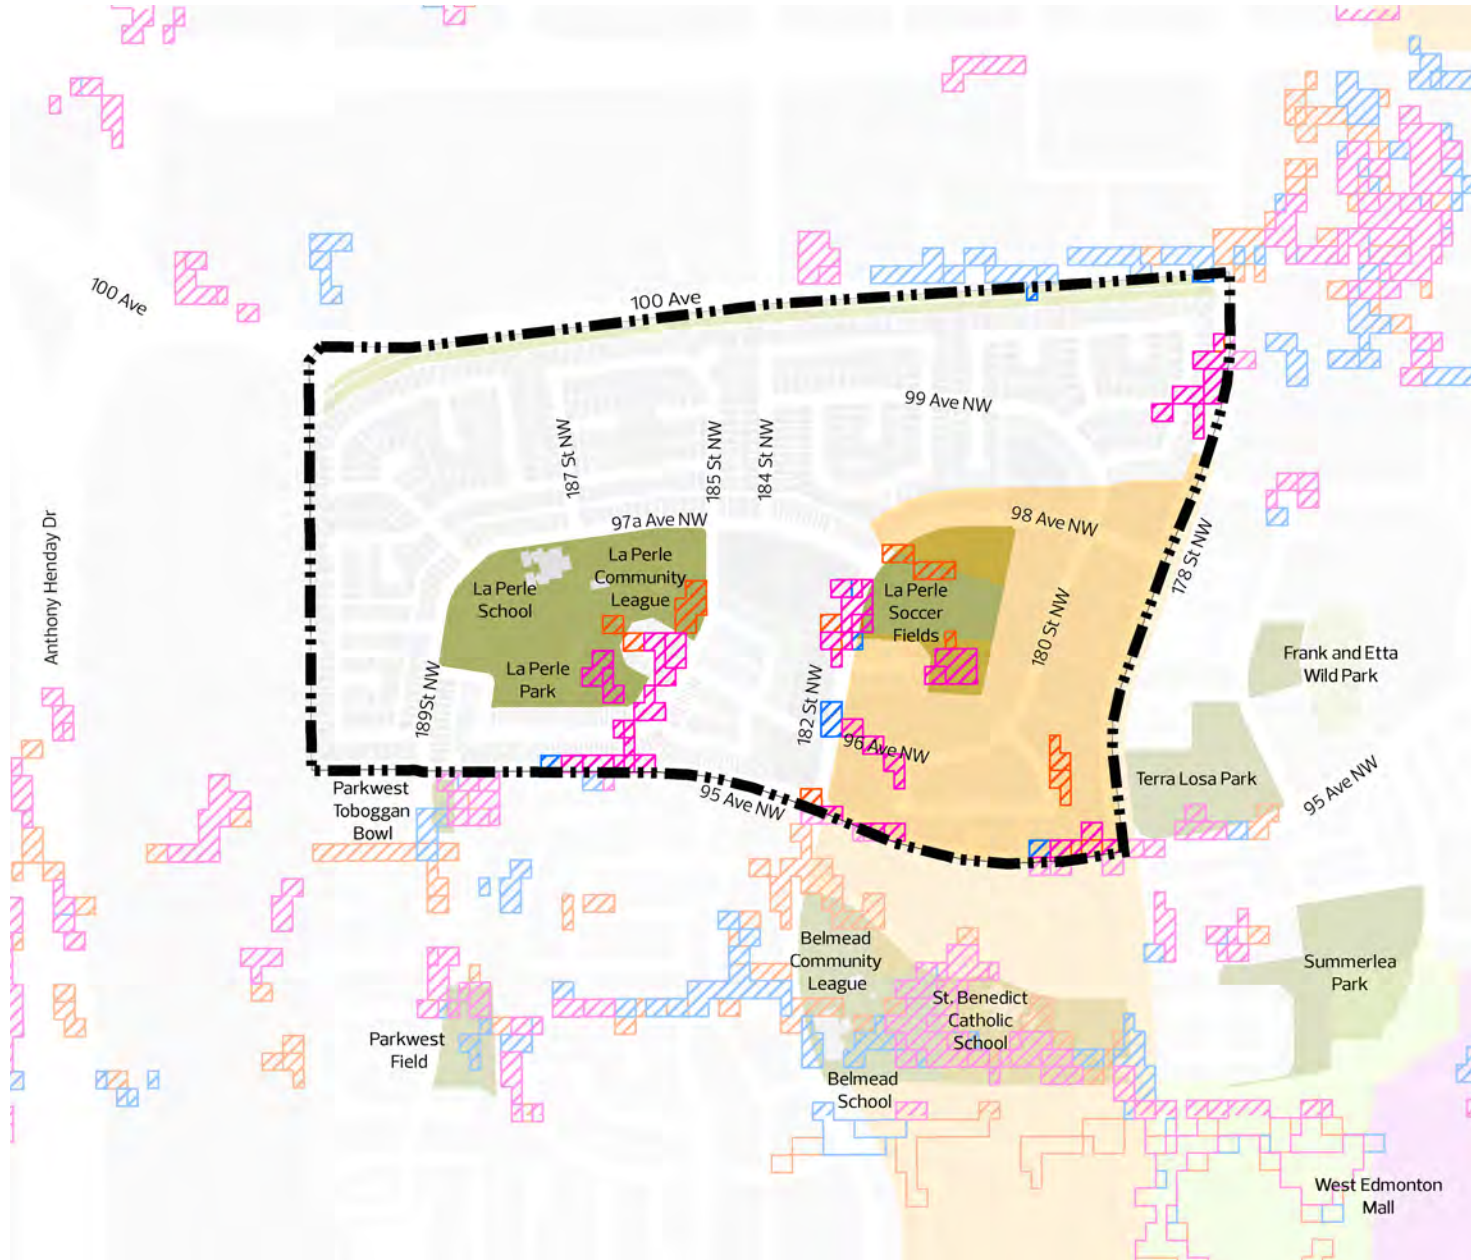 100 Ave
100 Ave
99 Ave NW
187 St NW
185 St NW
184 St NW
97a Ave NW
98 Ave NW
Anthony Henday Dr
La Perle
School
La Perle
Community
League
La Perle
Soccer
Fields
178 St NW
180 St NW
La Perle
Park
189St NW
182 St NW
96 Ave NW
Frank and Etta
Wild Park
Terra Losa Park
95 Ave NW
95 Ave NW
Parkwest
Toboggan
Bowl
Belmead
Community
League
St. Benedict
Catholic
School
Summerlea
Park
Parkwest
Field
Belmead
School
West Edmonton
Mall